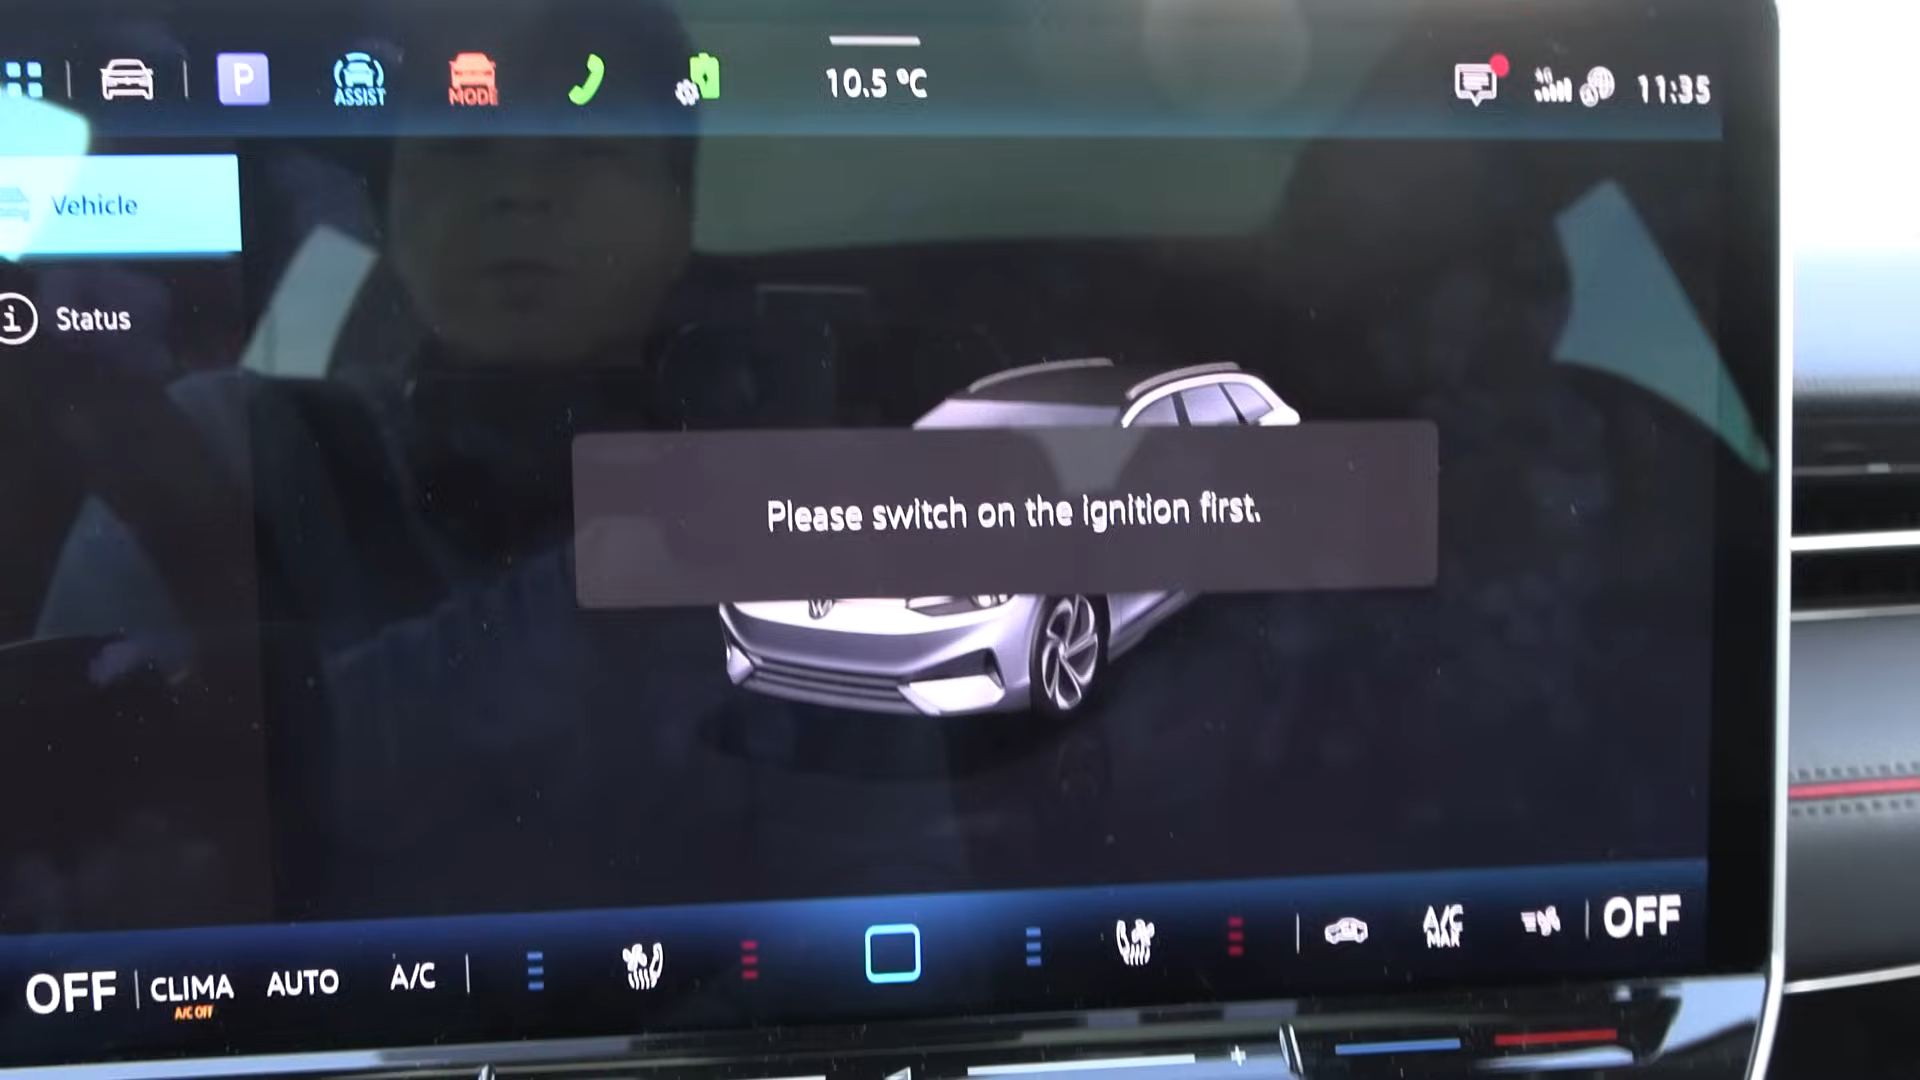 P
ASSIST
MODE
10.5 °C
4G
11:35
Vehicle
i Status
Please switch on the ignition first.
OFF
CLIMA
A/C OFF
AUTO
A/C
A/C
MAX
OFF